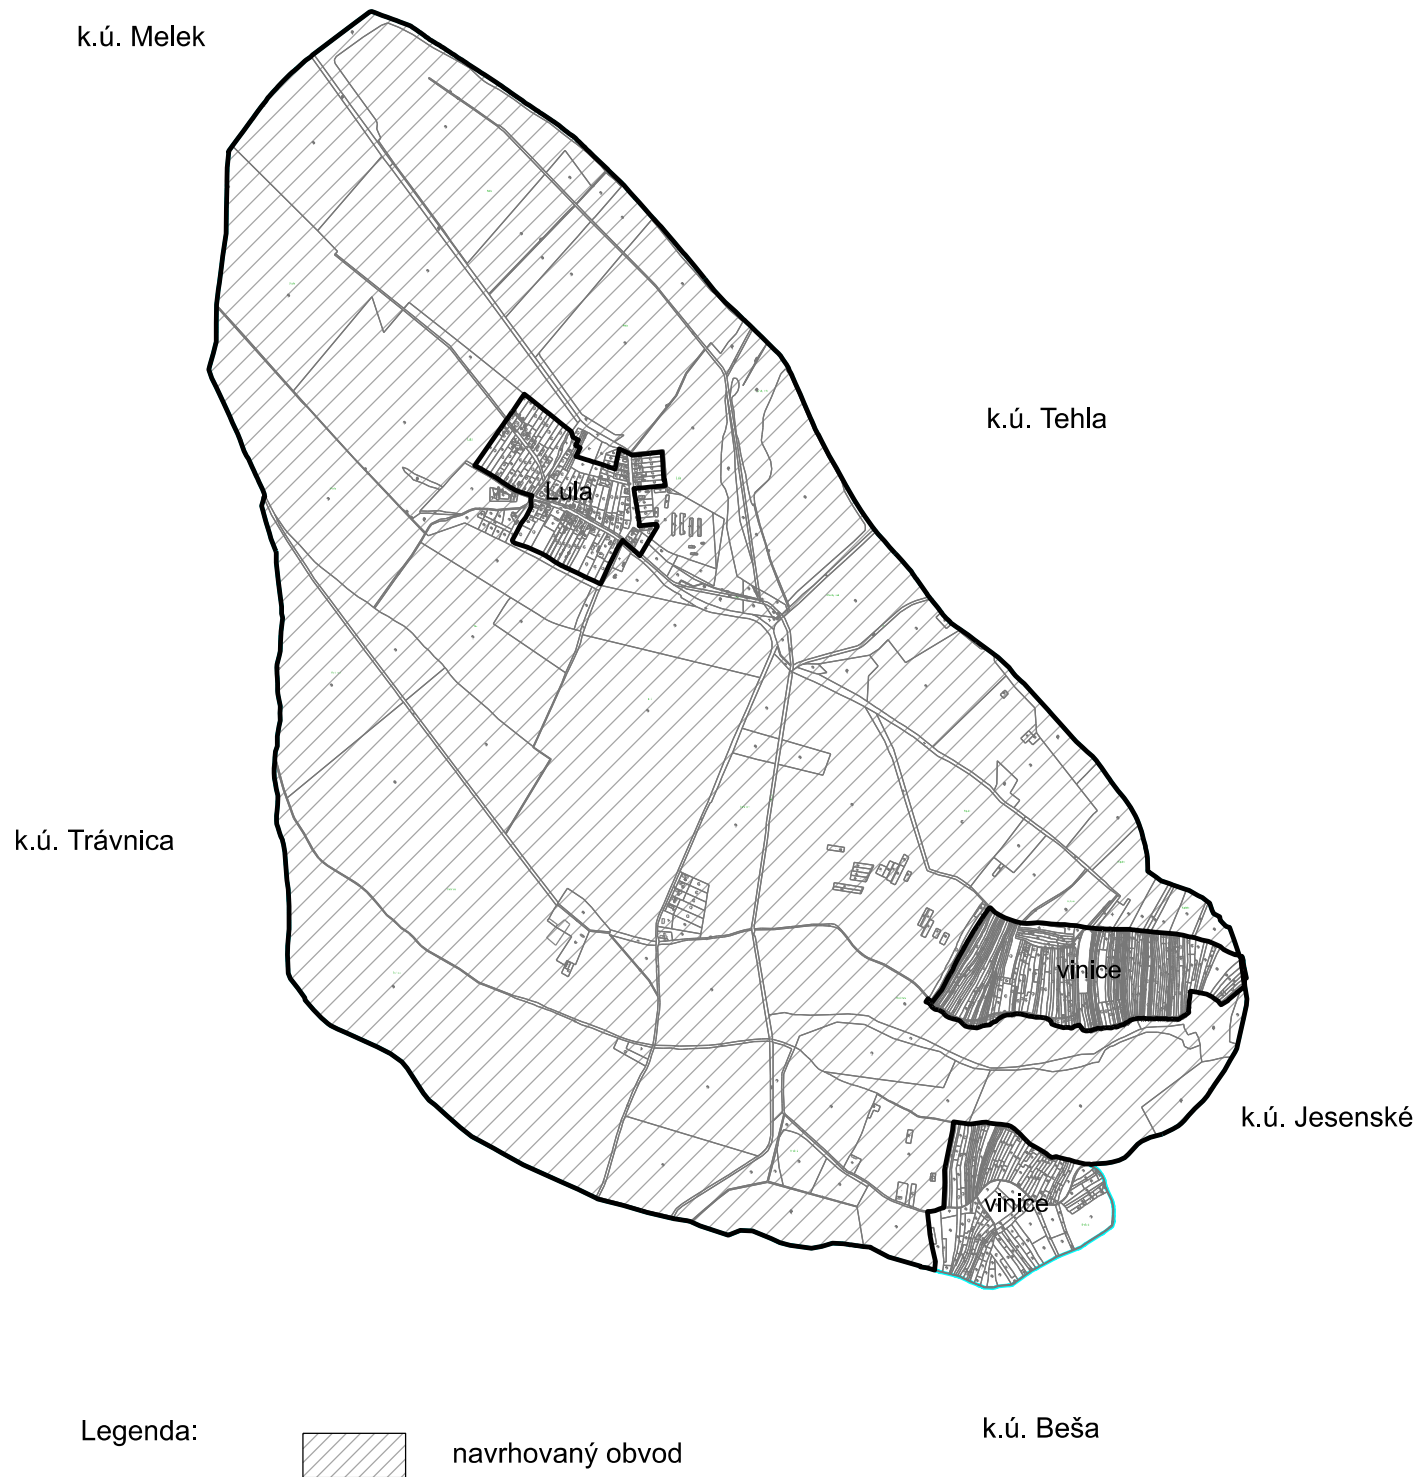 k.ú. Melek
k.ú. Tehla
Lula
k.ú. Trávnica
vinice
k.ú. Jesenské
vinice
Legenda:
navrhovaný obvod
k.ú. Beša